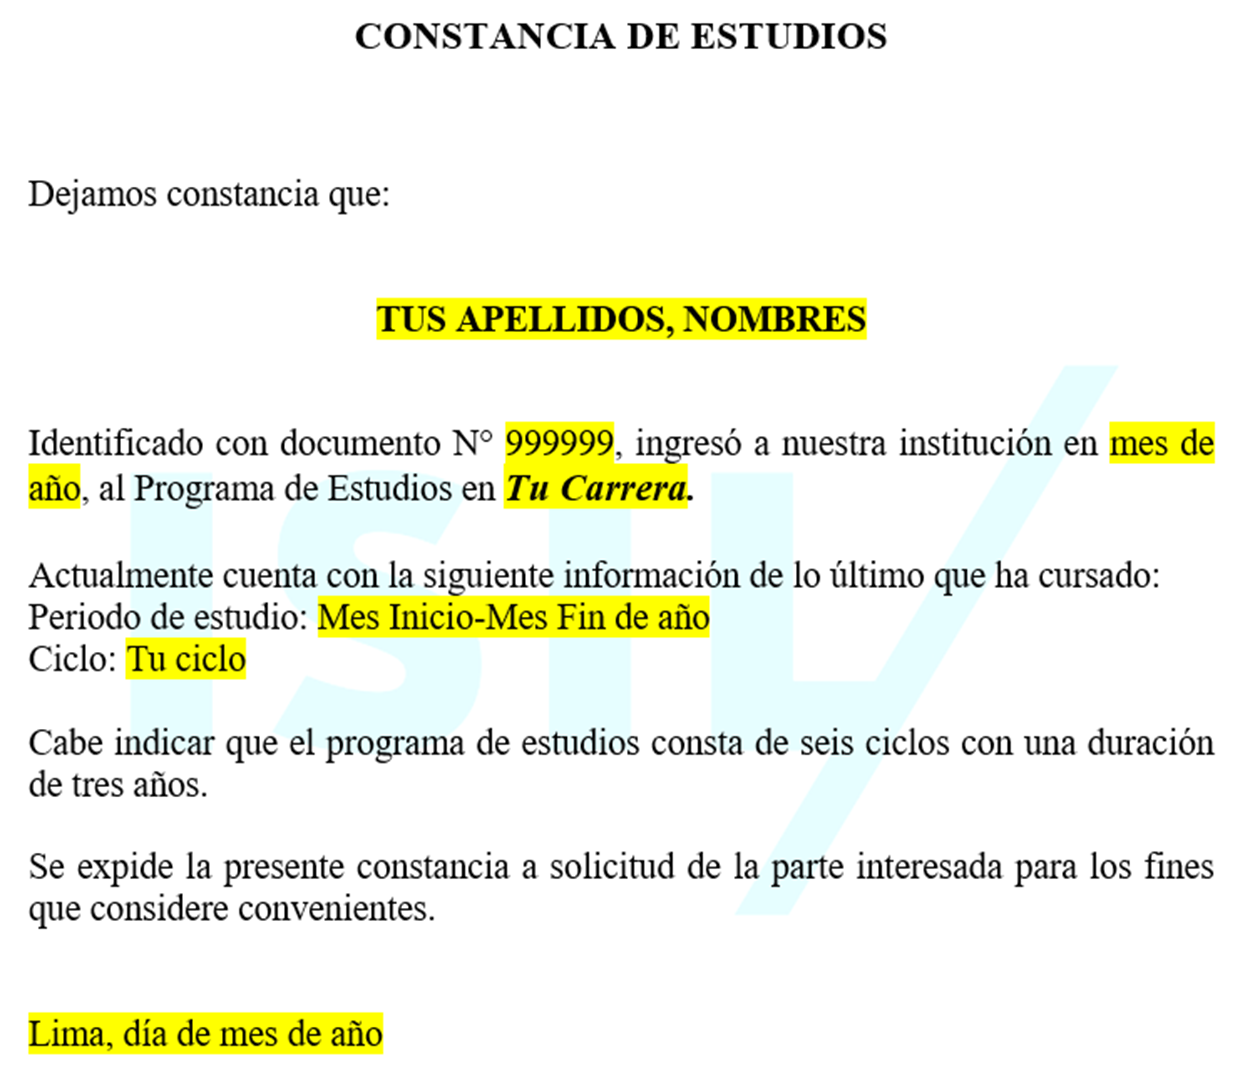 CONSTANCIA DE ESTUDIOS
Dejamos constancia que:
TUS APELLIDOS, NOMBRES
Identificado con documento N° 999999, ingresó a nuestra institución en mes de
año, al Programa de Estudios en Tu Carrera.
Actualmente cuenta con la siguiente información de lo último que ha cursado:
Periodo de estudio: Mes Inicio-Mes Fin de año
Ciclo: Tu ciclo
Cabe indicar que el programa de estudios consta de seis ciclos con una duración
de tres años.
Se expide la presente constancia a solicitud de la parte interesada para los fines
que considere convenientes.
Lima, día de mes de año
ISIL/